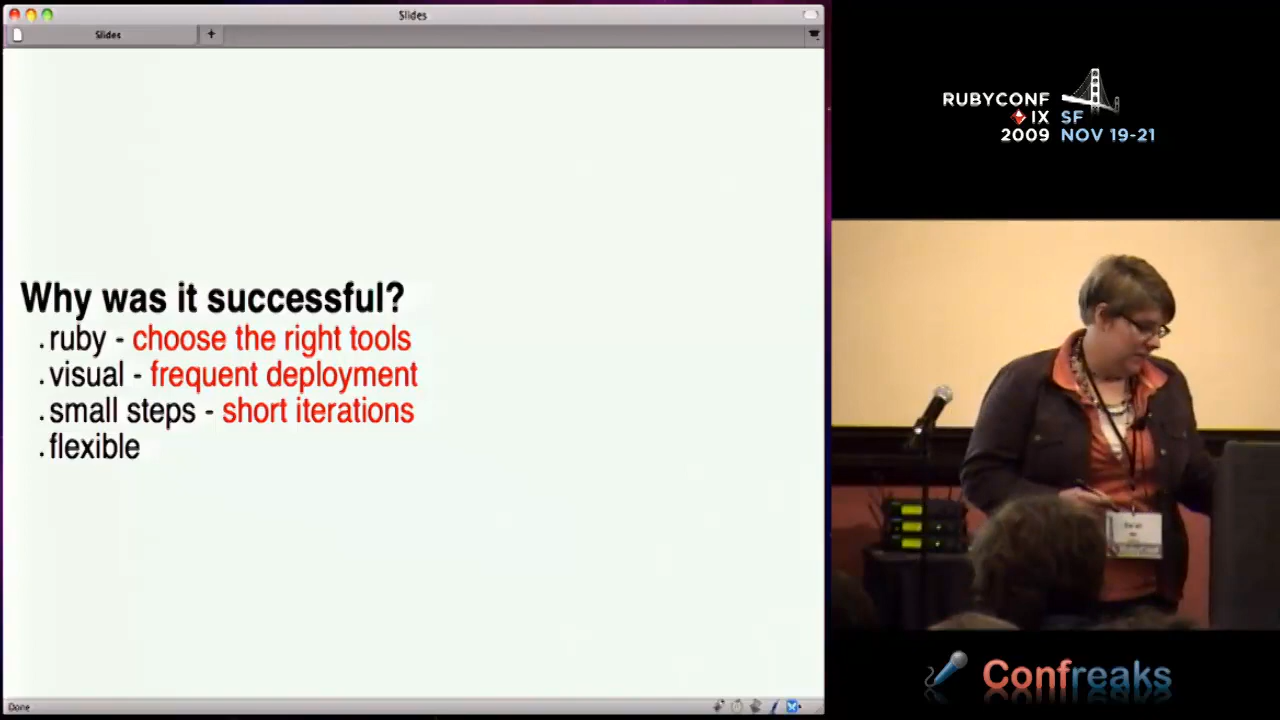 Slides
Slides
+
Why was it successful?
. ruby - choose the right tools
. visual - frequent deployment
. small steps - short iterations
. flexible
Done
RUBYCONF
IX SF
2009 NOV 19-21
Confreaks